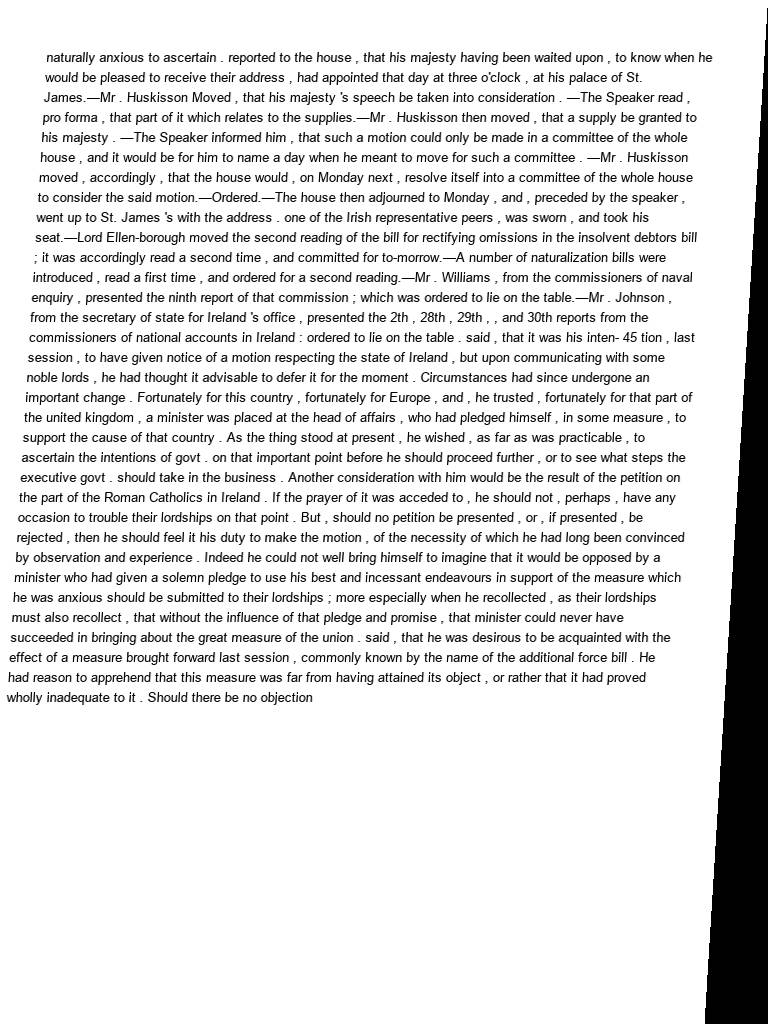 naturally anxious to ascertain . reported to the house , that his majesty having been waited upon , to know when he
would be pleased to receive their address , had appointed that day at three o'clock , at his palace of St.
James.—Mr . Huskisson Moved , that his majesty 's speech be taken into consideration . —The Speaker read ,
pro forma , that part of it which relates to the supplies.—Mr . Huskisson then moved , that a supply be granted to
his majesty . —The Speaker informed him , that such a motion could only be made in a committee of the whole
house , and it would be for him to name a day when he meant to move for such a committee . —Mr . Huskisson
moved , accordingly , that the house would , on Monday next , resolve itself into a committee of the whole house
to consider the said motion.—Ordered.—The house then adjourned to Monday , and , preceded by the speaker ,
went up to St. James 's with the address . one of the Irish representative peers , was sworn , and took his
seat.—Lord Ellen-borough moved the second reading of the bill for rectifying omissions in the insolvent debtors bill
; it was accordingly read a second time , and committed for to-morrow.—A number of naturalization bills were
introduced , read a first time , and ordered for a second reading.—Mr . Williams , from the commissioners of naval
enquiry , presented the ninth report of that commission ; which was ordered to lie on the table.—Mr . Johnson ,
from the secretary of state for Ireland 's office , presented the 2th , 28th , 29th , , and 30th reports from the
commissioners of national accounts in Ireland : ordered to lie on the table . said , that it was his inten- 45 tion , last
session , to have given notice of a motion respecting the state of Ireland , but upon communicating with some
noble lords , he had thought it advisable to defer it for the moment . Circumstances had since undergone an
important change . Fortunately for this country , fortunately for Europe , and , he trusted , fortunately for that part of
the united kingdom , a minister was placed at the head of affairs , who had pledged himself , in some measure , to
support the cause of that country . As the thing stood at present , he wished , as far as was practicable , to
ascertain the intentions of govt . on that important point before he should proceed further , or to see what steps the
executive govt . should take in the business . Another consideration with him would be the result of the petition on
the part of the Roman Catholics in Ireland . If the prayer of it was acceded to , he should not , perhaps , have any
occasion to trouble their lordships on that point . But , should no petition be presented , or , if presented , be
rejected , then he should feel it his duty to make the motion , of the necessity of which he had long been convinced
by observation and experience . Indeed he could not well bring himself to imagine that it would be opposed by a
minister who had given a solemn pledge to use his best and incessant endeavours in support of the measure which
he was anxious should be submitted to their lordships ; more especially when he recollected , as their lordships
must also recollect , that without the influence of that pledge and promise , that minister could never have
succeeded in bringing about the great measure of the union . said , that he was desirous to be acquainted with the
effect of a measure brought forward last session , commonly known by the name of the additional force bill . He
had reason to apprehend that this measure was far from having attained its object , or rather that it had proved
wholly inadequate to it . Should there be no objection